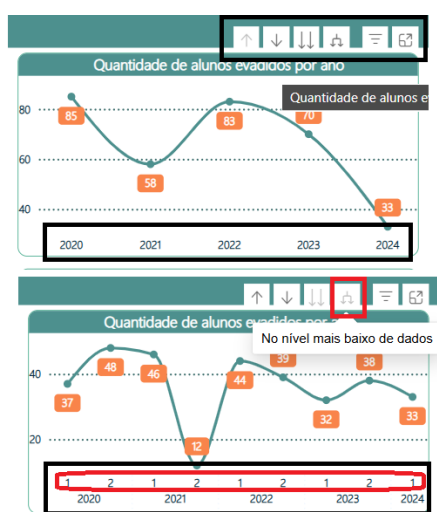 Quantidade de alunos evadidos por ano
Quantidade de alunos e
80
85
83
70
60
58
40
33
2020 2021 2022 2023 2024
No nível mais baixo de dados
Quantidade de alunos evadidos por
40
37
48
46
44
39
38
32
33
20
12
1 2 1 2 1 2 1 2 1
2020 2021 2022 2023 2024